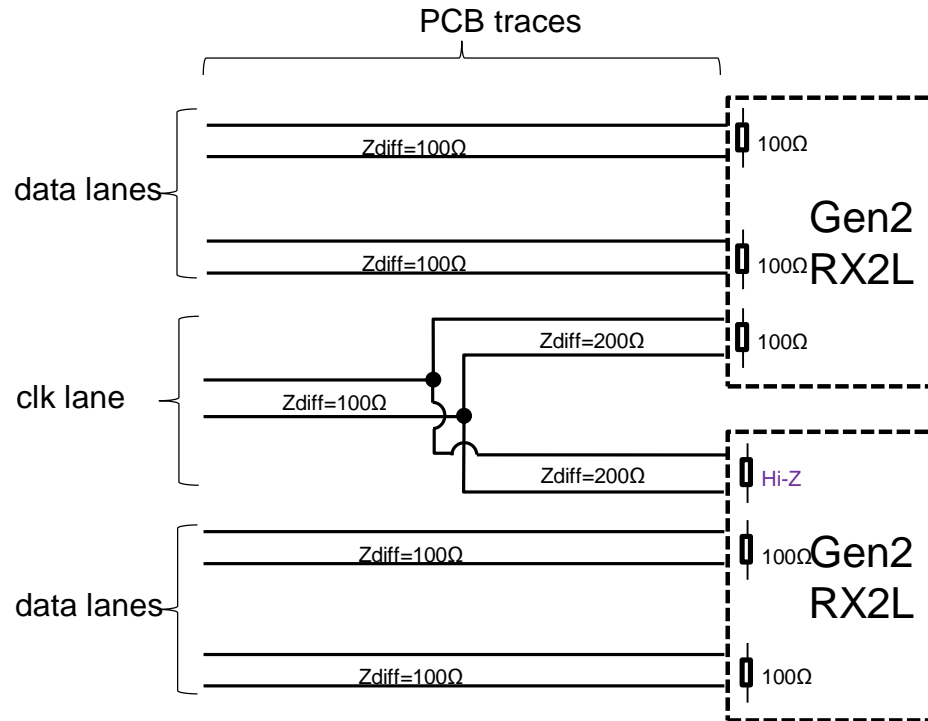 PCB traces
Zdiff=100Ω
100Ω
data lanes
Gen2
RX2L
Zdiff=100Ω
100Ω
Zdiff=200Ω
100Ω
clk lane
Zdiff=100Ω
Zdiff=200Ω
Hi-Z
Zdiff=100Ω
100Ω
Gen2
RX2L
data lanes
Zdiff=100Ω
100Ω